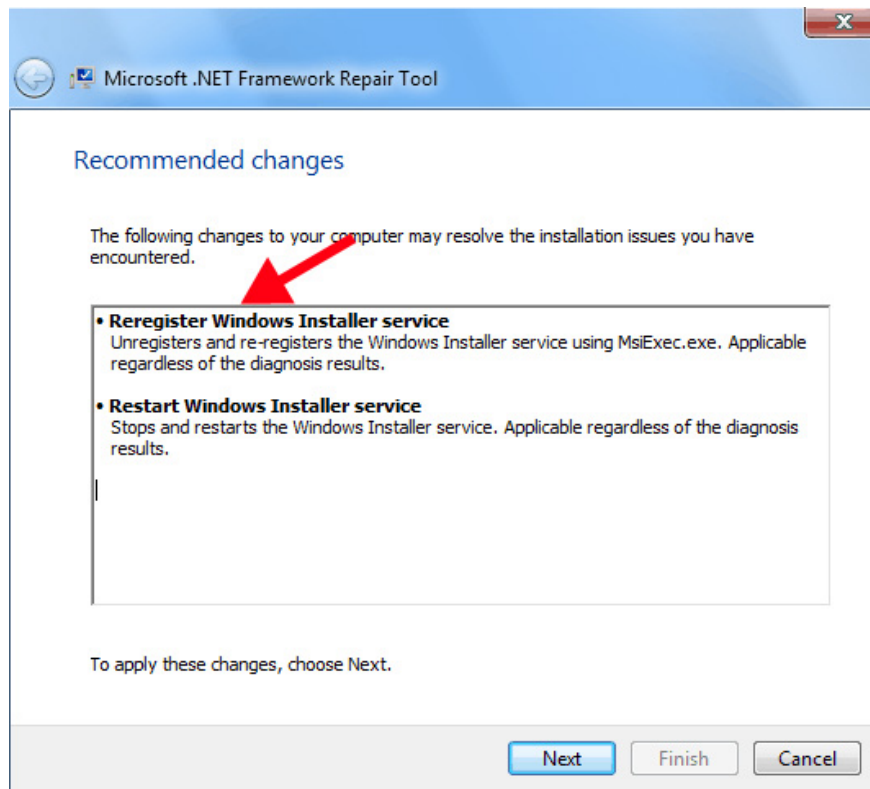 Microsoft .NET Framework Repair Tool
Recommended changes
The following changes to your computer may resolve the installation issues you have
encountered.
• Reregister Windows Installer service
Unregisters and re-registers the Windows Installer service using MsiExec.exe. Applicable
regardless of the diagnosis results.
• Restart Windows Installer service
Stops and restarts the Windows Installer service. Applicable regardless of the diagnosis
results.
To apply these changes, choose Next.
Next Finish Cancel